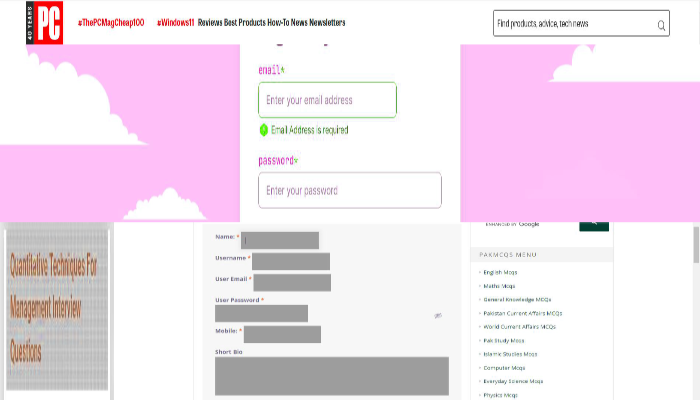 40 YEARS
PC
#ThePCMagCheap100 #Windows11 Reviews Best Products How-To News Newsletters
Find products, advice, tech news
email*
Enter your email address
Email Address is required
password*
Enter your password
Quantitative Techniques For
Management Interview
Questions
Name: *
Username *
User Email *
User Password *
Mobile: *
Short Bio
ENHANCED BY Google
PAKMCQS MENU
English Mcqs
Maths Mcqs
General Knowledge MCQs
Pakistan Current Affairs MCQs
World Current Affairs MCQs
Pak Study Mcqs
Islamic Studies Mcqs
Computer Mcqs
Everyday Science Mcqs
Physics Mcqs